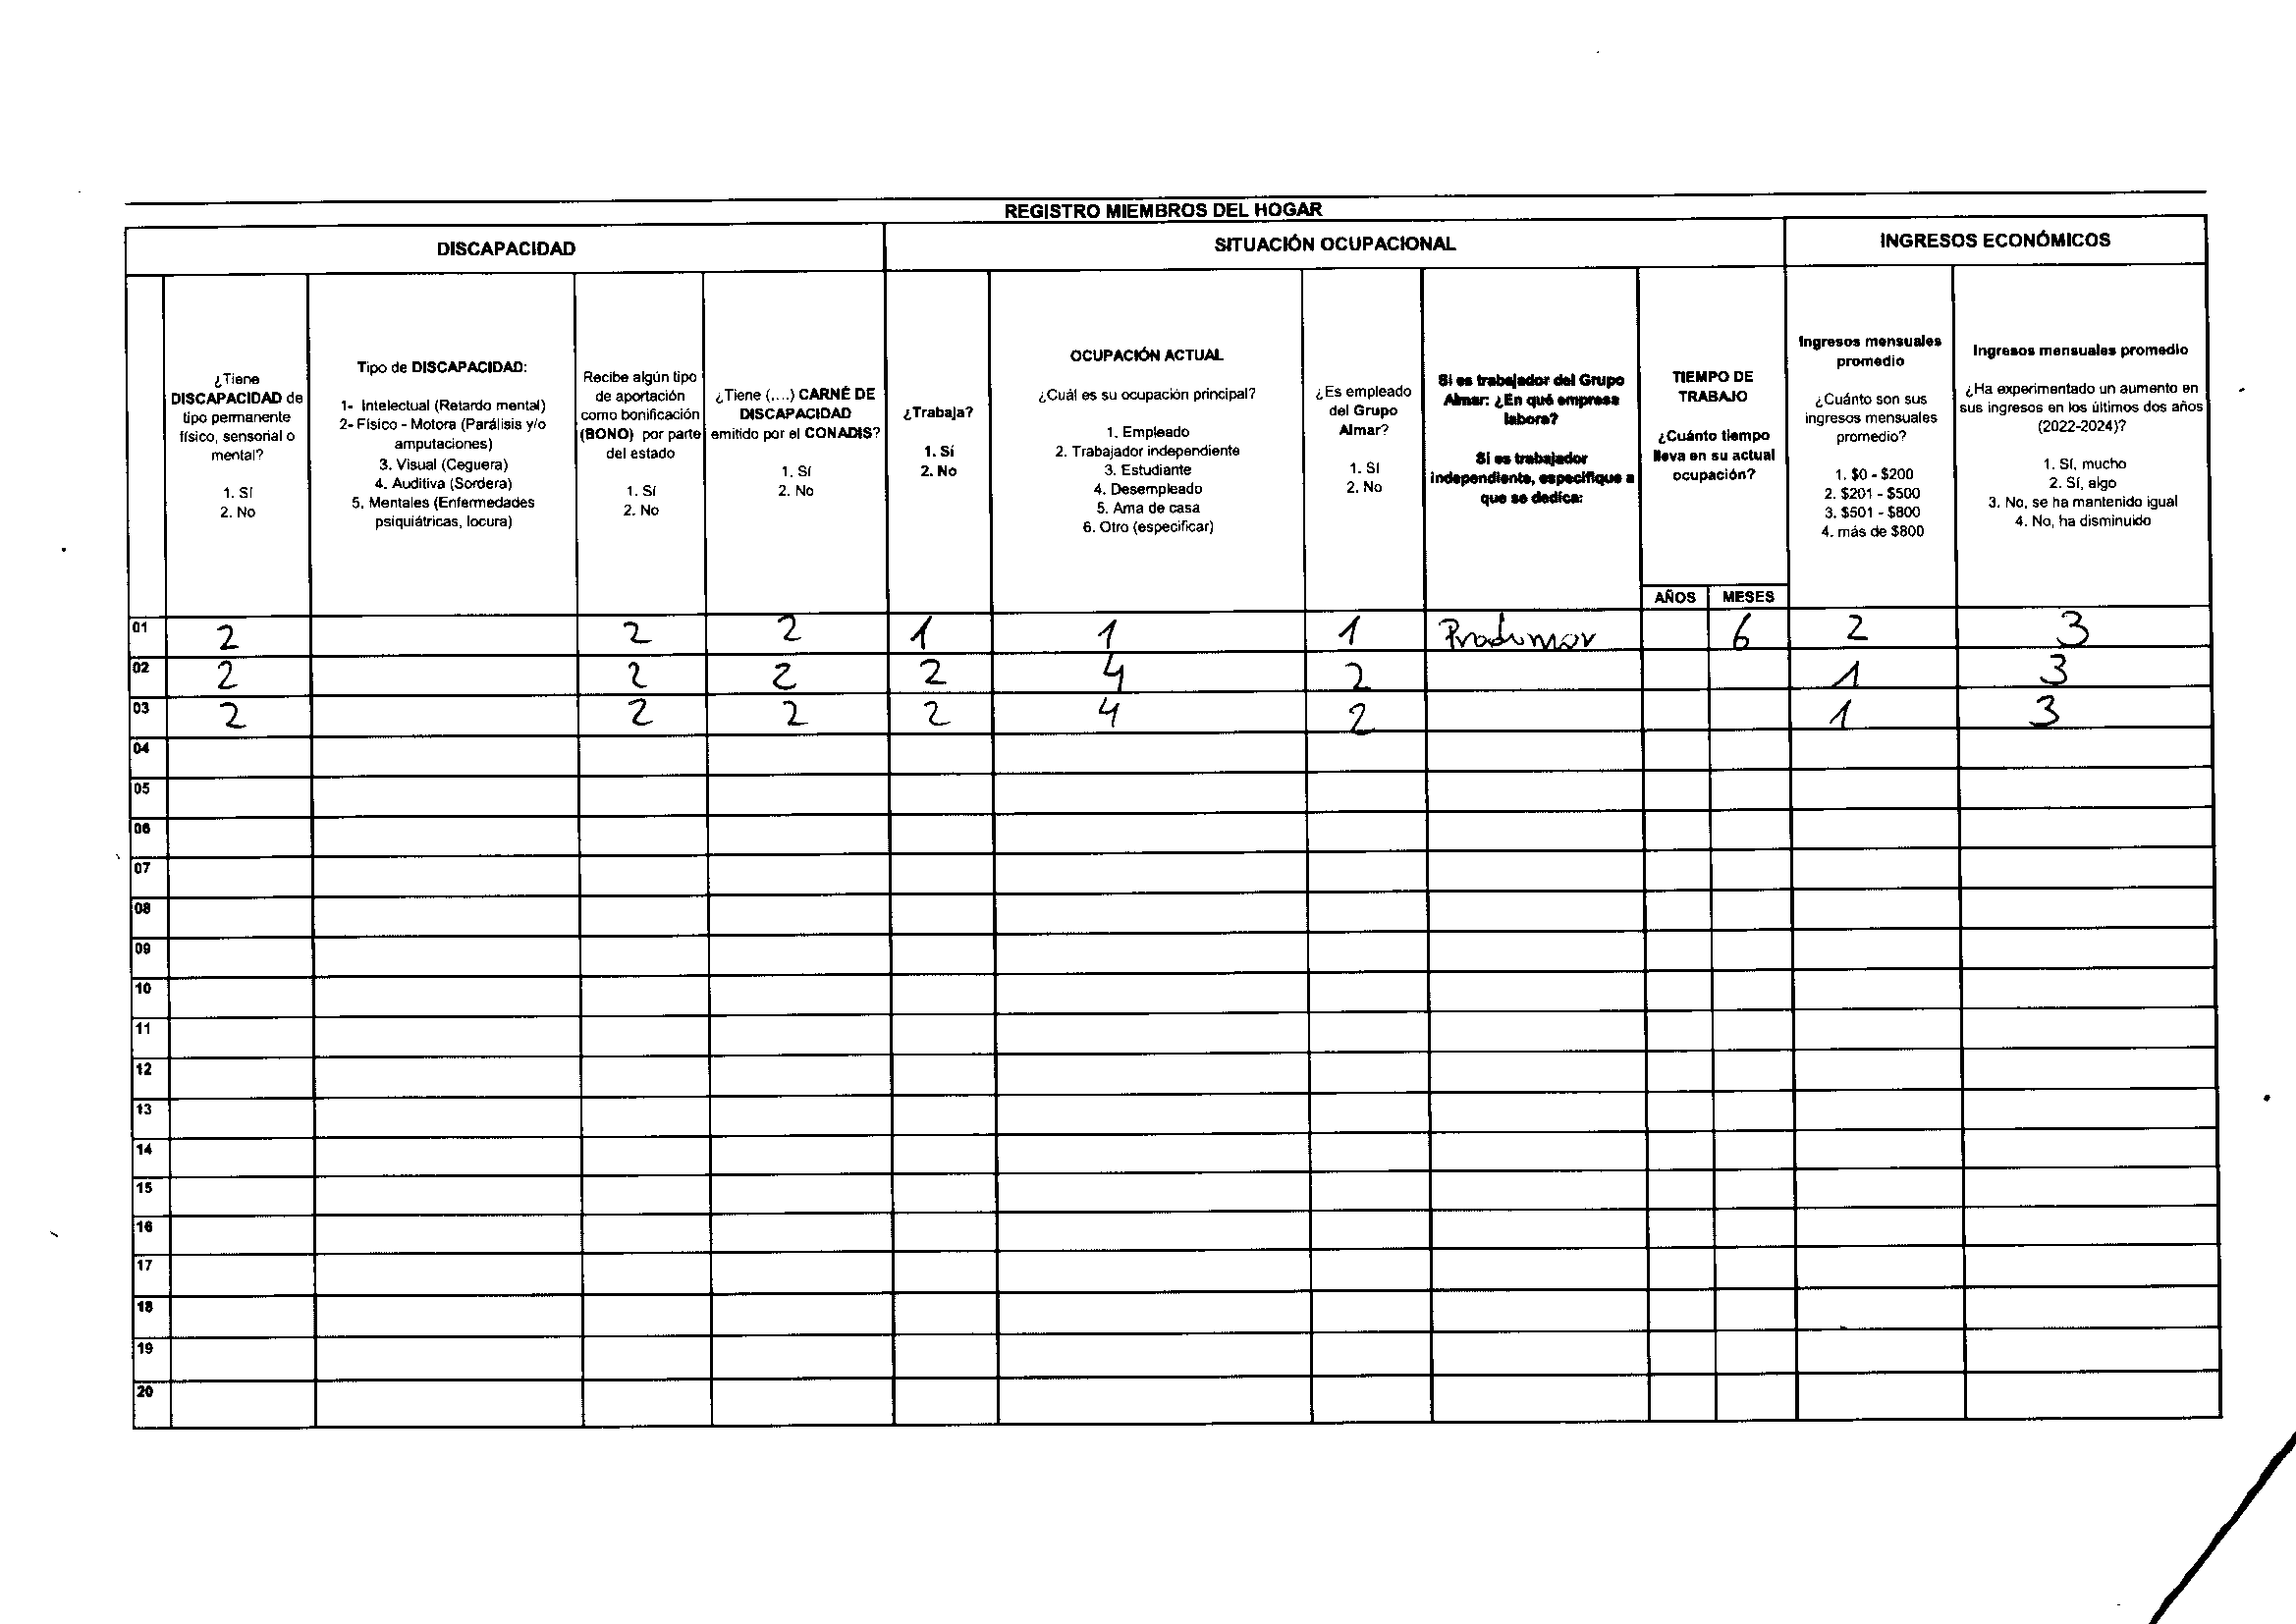 REGISTRO MIEMBROS DEL HOGAR
DISCAPACIDAD
SITUACIÓN OCUPACIONAL
INGRESOS ECONÓMICOS
¿Tiene
DISCAPACIDAD de
tipo permanente
físico, sensorial o
mental?
1. Sí
2. No
Tipo de DISCAPACIDAD:
1- Intelectual (Retardo mental)
2- Físico - Motora (Parálisis y/o
amputaciones)
3. Visual (Ceguera)
4. Auditiva (Sordera)
5. Mentales (Enfermedades
psiquiátricas, locura)
Recibe algún tipo
de aportación
como bonificación
(BONO) por parte
del estado
1. Sí
2. No
¿Tiene (....) CARNÉ DE
DISCAPACIDAD
emitido por el CONADIS?
1. Sí
2. No
¿Trabaja?
1. Sí
2. No
OCUPACIÓN ACTUAL
¿Cuál es su ocupación principal?
1. Empleado
2. Trabajador independiente
3. Estudiante
4. Desempleado
5. Ama de casa
6. Otro (especificar)
¿Es empleado
del Grupo
Almar?
1. Sí
2. No
Si es trabajador del Grupo
Almar: ¿En qué empresa
labora?
Si es trabajador
independiente, especifique a
que se dedica:
TIEMPO DE
TRABAJO
¿Cuánto tiempo
lleva en su actual
ocupación?
AÑOS MESES
Ingresos mensuales
promedio
¿Cuánto son sus
ingresos mensuales
promedio?
1. $0 - $200
2. $201 - $500
3. $501 - $800
4. más de $800
Ingresos mensuales promedio
¿Ha experimentado un aumento en
sus ingresos en los últimos dos años
(2022-2024)?
1. Sí, mucho
2. Sí, algo
3. No, se ha mantenido igual
4. No, ha disminuido
01 2 2 2 1 1 1 Produmar 6 2 3
02 2 2 2 2 4 2 1 3
03 2 2 2 2 4 2 1 3
04
05
06
07
08
09
10
11
12
13
14
15
16
17
18
19
20